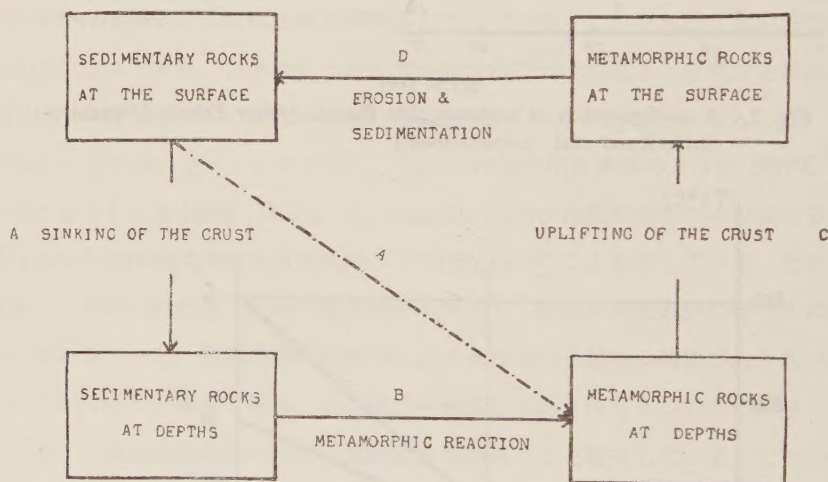 SEDIMENTARY ROCKS
AT THE SURFACE
D
EROSION &
SEDIMENTATION
METAMORPHIC ROCKS
AT THE SURFACE
A SINKING OF THE CRUST
A
UPLIFTING OF THE CRUST C
SEDIMENTARY ROCKS
AT DEPTHS
B
METAMORPHIC REACTION
METAMORPHIC ROCKS
AT DEPTHS